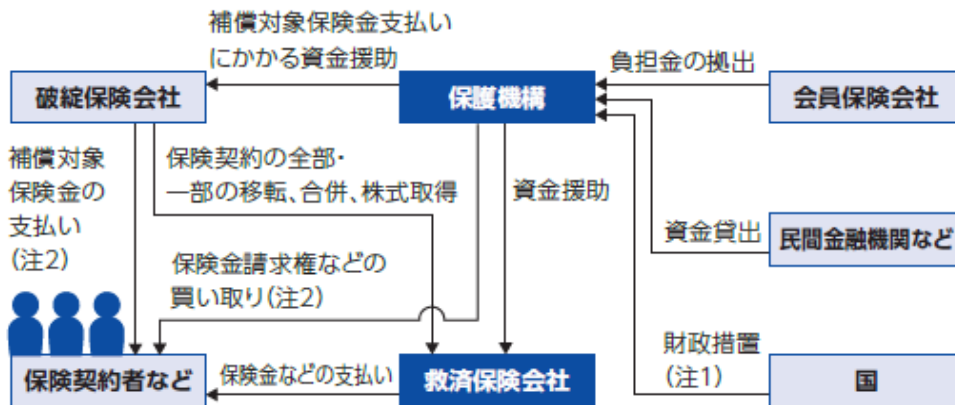 補償対象保険金支払い
にかかる資金援助
負担金の拠出
破綻保険会社
保護機構
会員保険会社
補償対象
保険金の
支払い
(注2)
保険契約の全部・
一部の移転、合併、株式取得
資金援助
資金貸出
民間金融機関など
保険金請求権などの
買い取り(注2)
財政措置
(注1)
保険契約者など
保険金などの支払い
救済保険会社
国